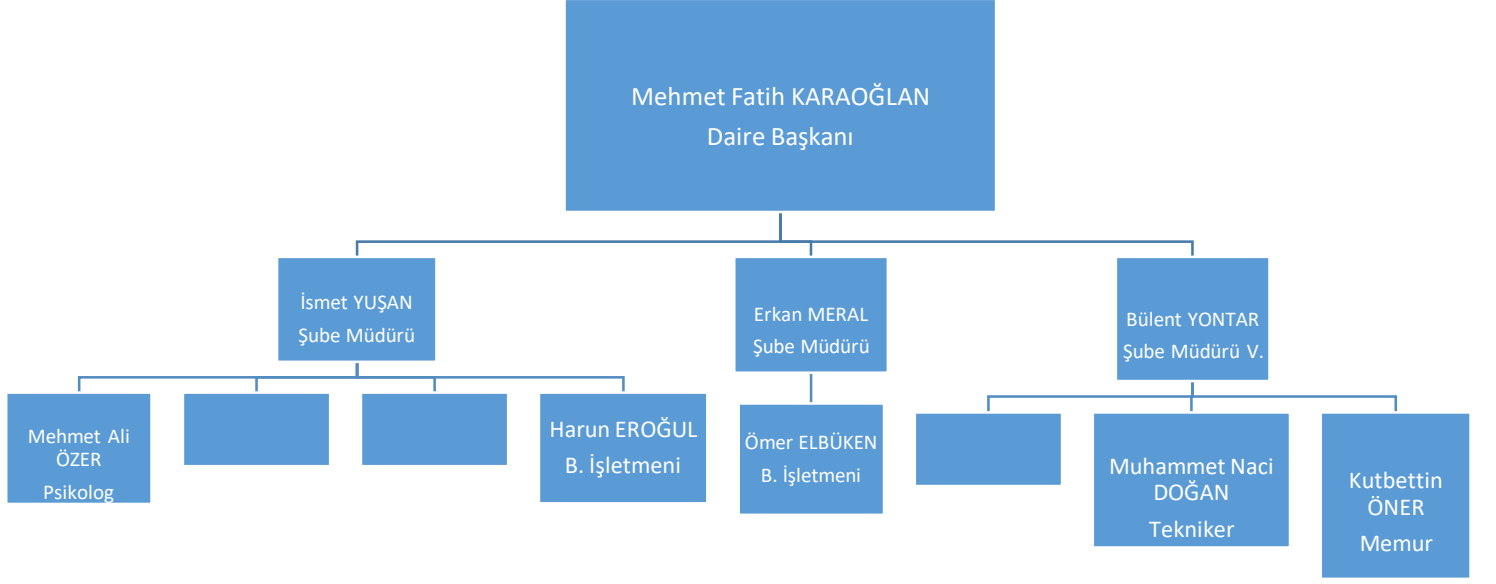 Mehmet Fatih KARAOĞLAN
Daire Başkanı
İsmet YUŞAN
Şube Müdürü
Erkan MERAL
Şube Müdürü
Bülent YONTAR
Şube Müdürü V.
Mehmet Ali
ÖZER
Psikolog
Harun EROĞUL
B. İşletmeni
Ömer ELBÜKEN
B. İşletmeni
Muhammet Naci
DOĞAN
Tekniker
Kutbettin
ÖNER
Memur